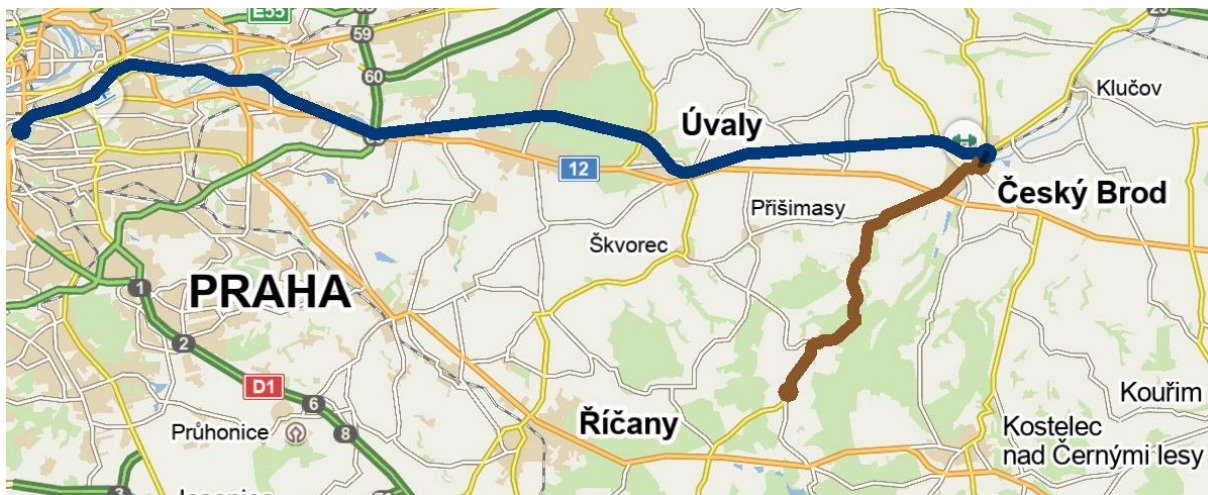 E55
59
60
Klučov
Úvaly
12
Český Brod
Přišimasy
Škvorec
PRAHA
1
2
D1
6
8
Průhonice
Říčany
Kouřim
Kostelec
nad Černými lesy
3